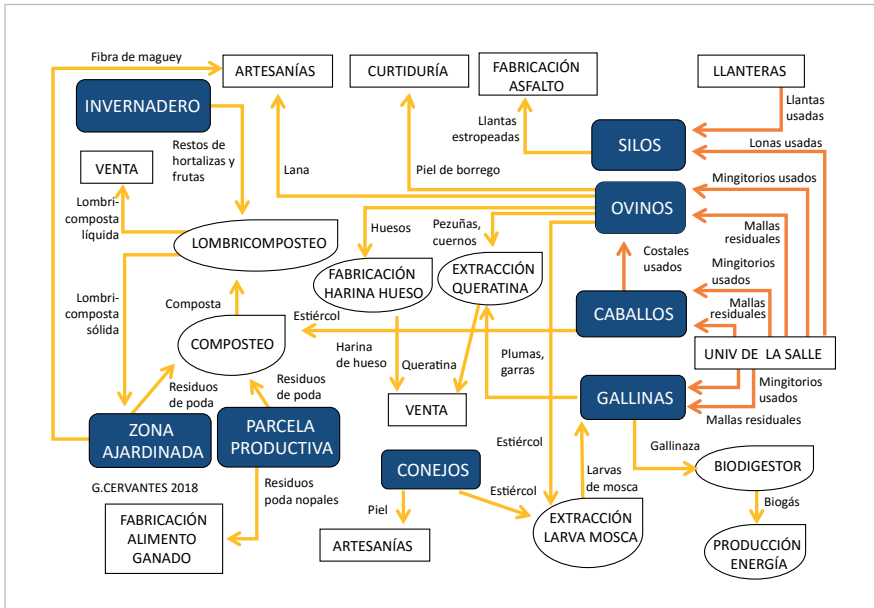 Fibra de maguey
ARTESANÍAS
CURTIDURÍA
FABRICACIÓN
ASFALTO
LLANTERAS
INVERNADERO
Llantas
usadas
Llantas
estropeadas
Restos de
hortalizas y
frutas
SILOS
Lonas usadas
VENTA
Lana
Piel de borrego
Mingitorios usados
Lombri-
composta
líquida
OVINOS
Huesos
Pezuñas,
cuernos
Mallas
residuales
LOMBRICOMPOSTEO
Costales
usados
Mingitorios
usados
FABRICACIÓN
HARINA HUESO
EXTRACCIÓN
QUERATINA
Lombri-
composta
sólida
Composta
Estiércol
CABALLOS
Mallas
residuales
COMPOSTEO
Harina
de hueso
Queratina
Plumas,
garras
UNIV DE LA SALLE
Residuos
de poda
Residuos
de poda
Mingitorios
usados
VENTA
GALLINAS
Mallas residuales
ZONA
AJARDINADA
PARCELA
PRODUCTIVA
Estiércol
Gallinaza
CONEJOS
BIODIGESTOR
G.CERVANTES 2018
Residuos
poda nopales
Estiércol
Larvas
de mosca
Piel
Biogás
FABRICACIÓN
ALIMENTO
GANADO
EXTRACCIÓN
LARVA MOSCA
ARTESANÍAS
PRODUCCIÓN
ENERGÍA